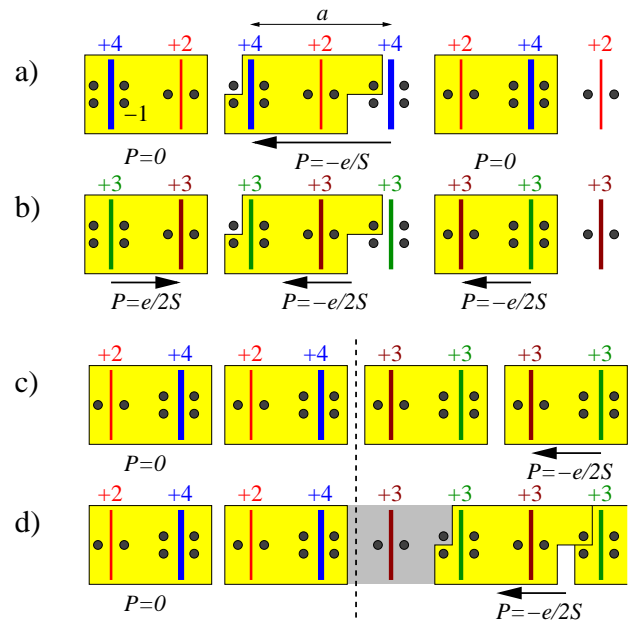 a
+4 +2 +4 +2 +4 +2 +4 +2
a)
−1
P=0 P=−e/S P=0
+3 +3 +3 +3 +3 +3 +3 +3
b)
P=e/2S P=−e/2S P=−e/2S
c)
+2 +4 +2 +4 +3 +3 +3 +3
P=0 P=−e/2S
+2 +4 +2 +4 +3 +3 +3 +3
d)
P=0 P=−e/2S